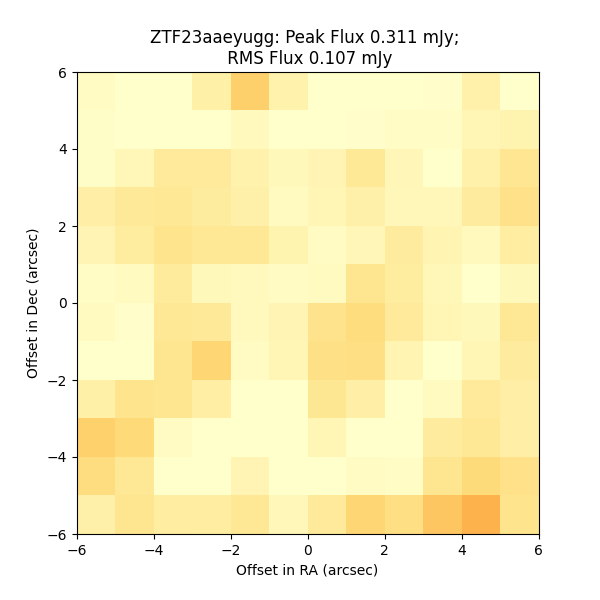 ZTF23aaeyugg: Peak Flux 0.311 mJy;
RMS Flux 0.107 mJy
6
4
2
0
−2
−4
−6
Offset in Dec (arcsec)
−6 −4 −2 0 2 4 6
Offset in RA (arcsec)